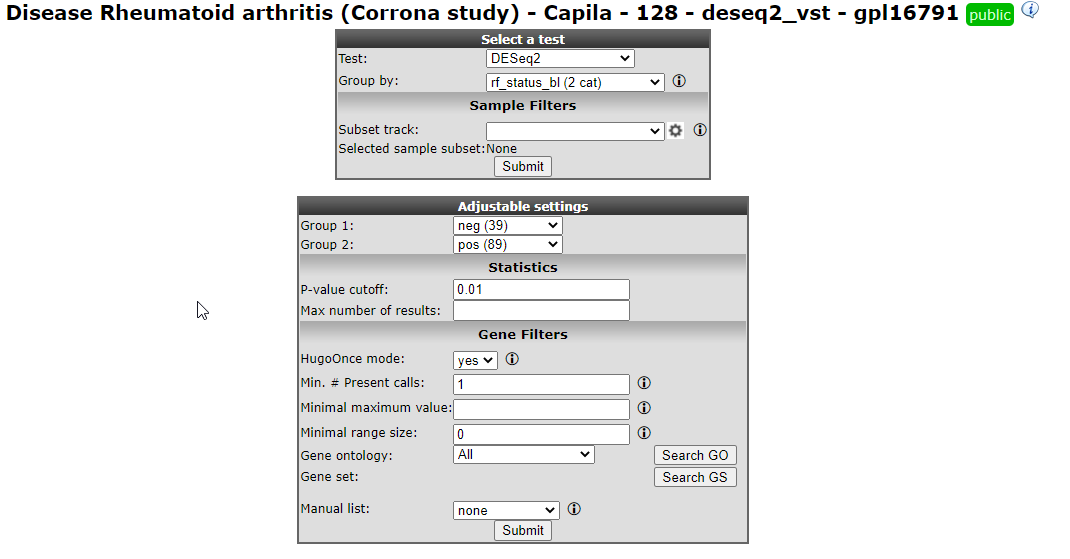 Disease Rheumatoid arthritis (Corrona study) - Capila - 128 - deseq2_vst - gpl16791 public
Select a test
Test: DESeq2
Group by: rf_status_bl (2 cat)
Sample Filters
Subset track:
Selected sample subset:None
Submit
Adjustable settings
Group 1: neg (39)
Group 2: pos (89)
Statistics
P-value cutoff: 0.01
Max number of results:
Gene Filters
HugoOnce mode: yes
Min. # Present calls: 1
Minimal maximum value:
Minimal range size: 0
Gene ontology: All Search GO
Gene set: Search GS
Manual list: none
Submit